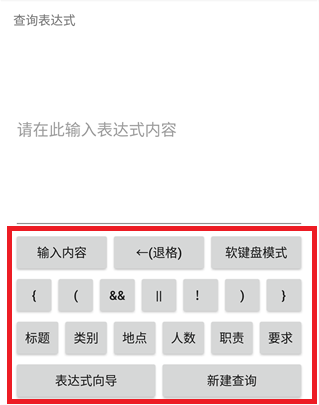 查询表达式
请在此输入表达式内容
输入内容 ←(退格) 软键盘模式
{ ( && || ! ) }
标题 类别 地点 人数 职责 要求
表达式向导 新建查询